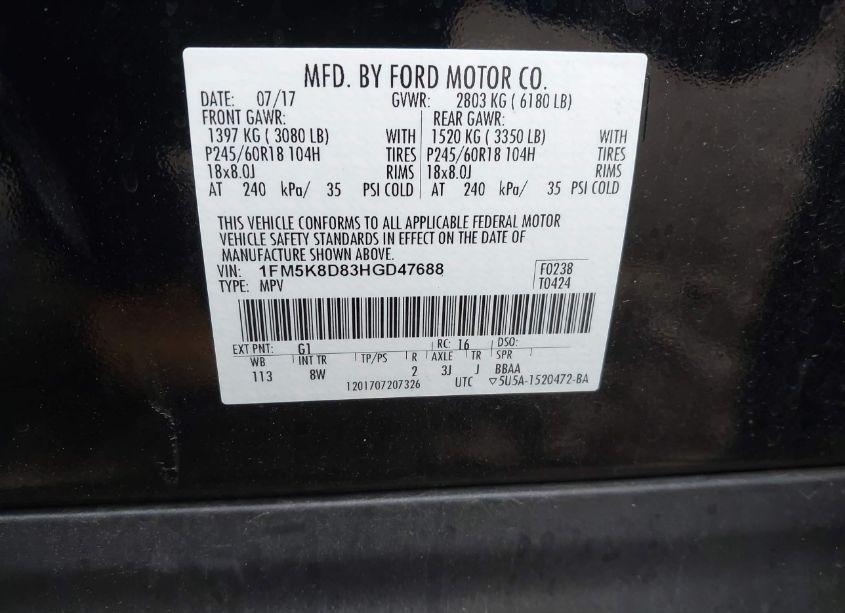 MFD. BY FORD MOTOR CO.
DATE: 07/17 GVWR: 2803 KG ( 6180 LB)
FRONT GAWR: REAR GAWR:
1397 KG ( 3080 LB) WITH 1520 KG ( 3350 LB) WITH
P245/60R18 104H TIRES P245/60R18 104H TIRES
18x8.0J RIMS 18x8.0J RIMS
AT 240 kPa/ 35 PSI COLD AT 240 kPa/ 35 PSI COLD
THIS VEHICLE CONFORMS TO ALL APPLICABLE FEDERAL MOTOR
VEHICLE SAFETY STANDARDS IN EFFECT ON THE DATE OF
MANUFACTURE SHOWN ABOVE.
VIN: 1FM5K8D83HGD47688 F0238
TYPE: MPV T0424
EXT PNT: G1 RC: 16 DSO:
WB INT TR TP/PS R AXLE TR SPR
113 8W 2 3J J BBAA
1201707207326 UTC ▽5U5A-1520472-BA